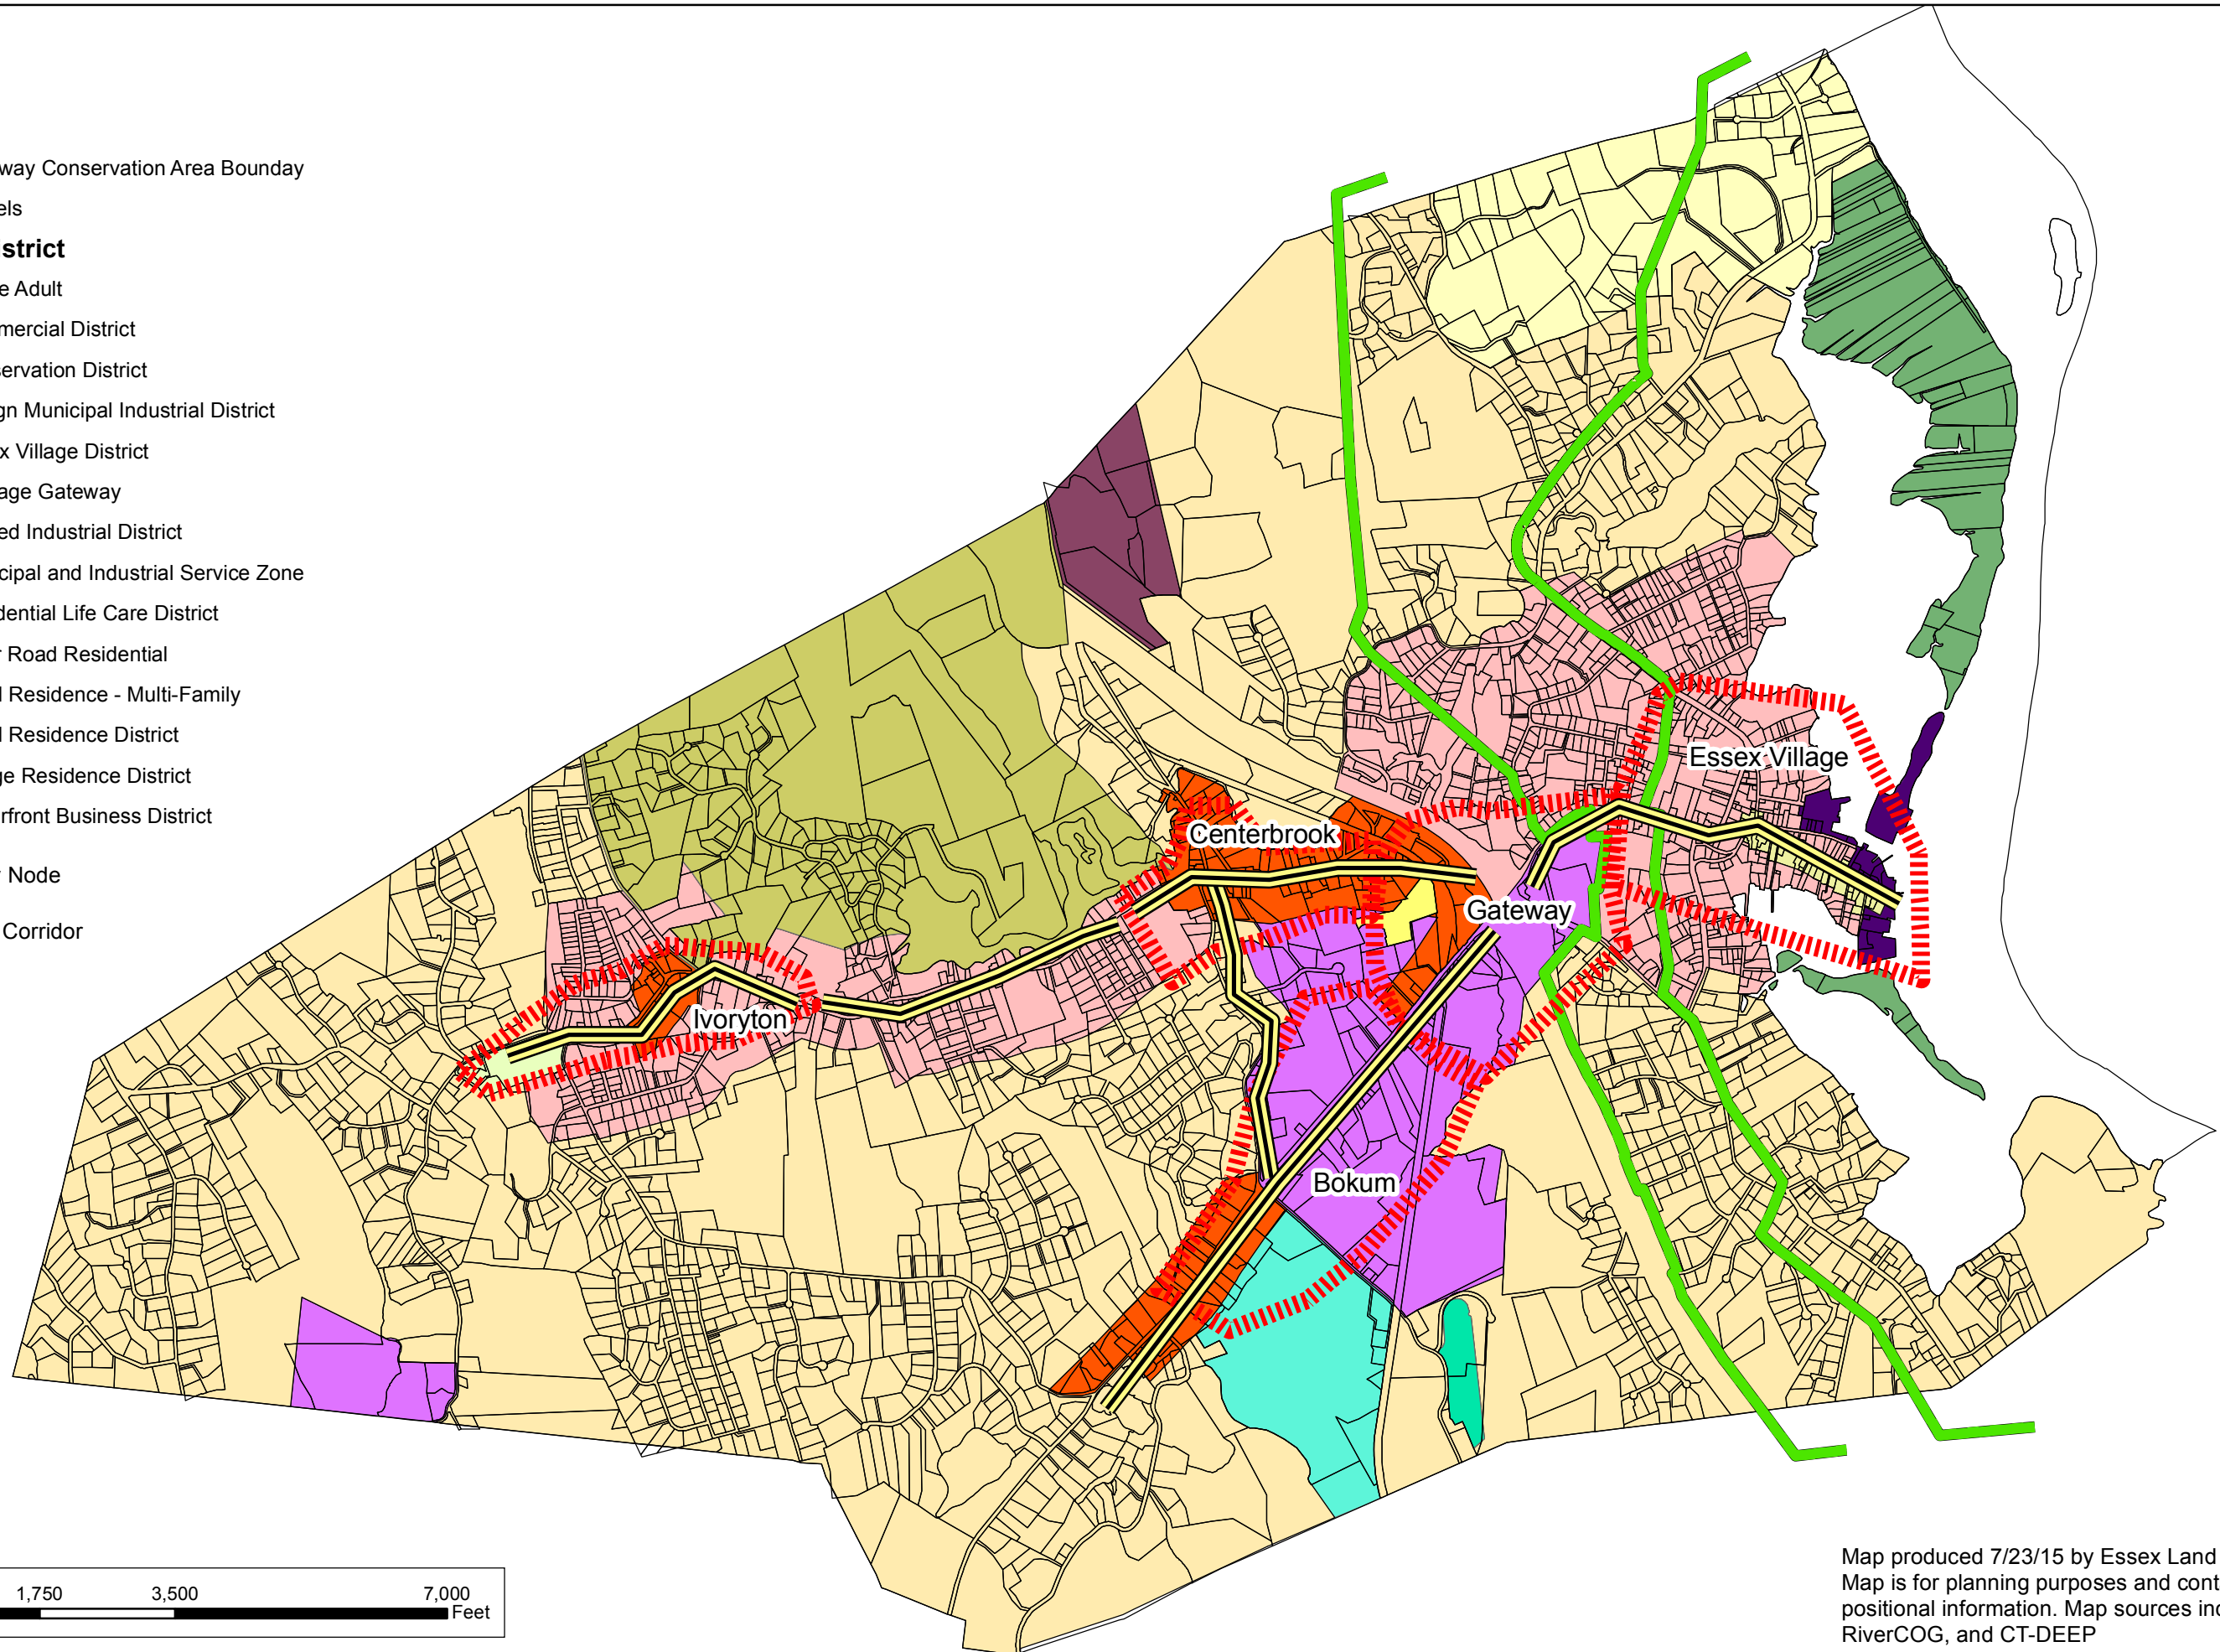 way Conservation Area Bounday
els
strict
e Adult
mercial District
servation District
gn Municipal Industrial District
x Village District
age Gateway
ed Industrial District
cipal and Industrial Service Zone
dential Life Care District
r Road Residential
l Residence - Multi-Family
l Residence District
ge Residence District
rfront Business District
r Node
Corridor
Essex Village
Centerbrook
Gateway
Ivoryton
Bokum
1,750 3,500 7,000
Feet
Map produced 7/23/15 by Essex Land
Map is for planning purposes and cont
positional information. Map sources inc
RiverCOG, and CT-DEEP